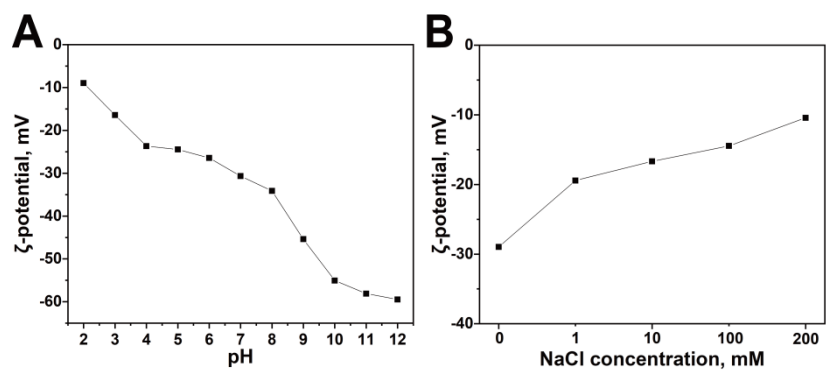 A
0
-10
-20
-30
-40
-50
-60
ζ-potential, mV
2 3 4 5 6 7 8 9 10 11 12
pH
B
0
-10
-20
-30
-40
ζ-potential, mV
0 1 10 100 200
NaCl concentration, mM